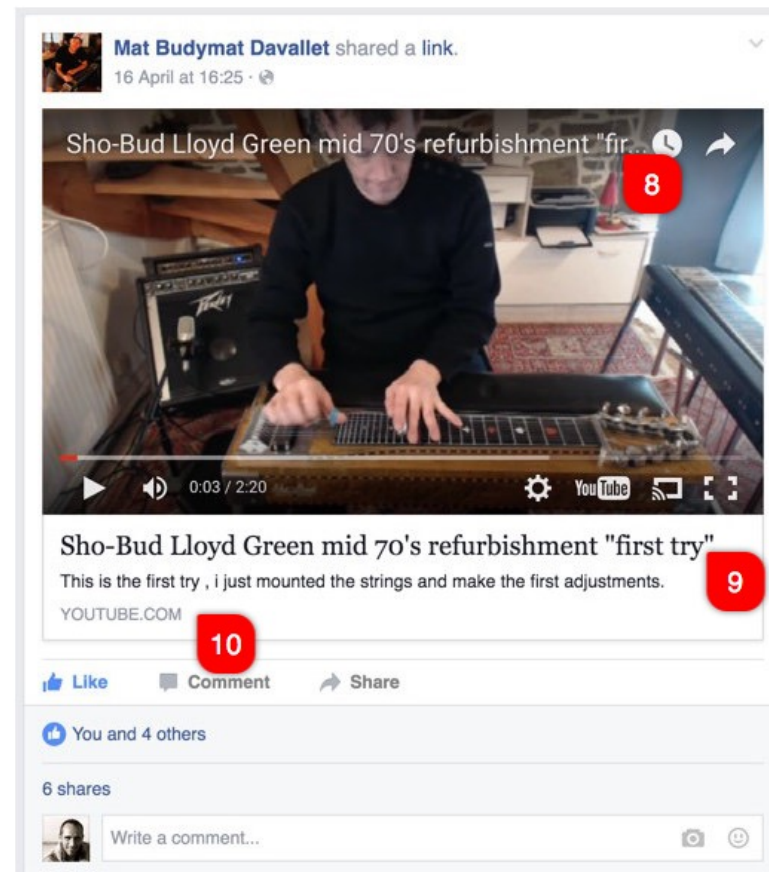 Mat Budymat Davallet shared a link.
16 April at 16:25 ·
Sho-Bud Lloyd Green mid 70's refurbishment "fir...
8
Peavey
0:03 / 2:20
YouTube
Sho-Bud Lloyd Green mid 70's refurbishment "first try"
This is the first try , i just mounted the strings and make the first adjustments.
9
YOUTUBE.COM
10
Like Comment Share
You and 4 others
6 shares
Write a comment...